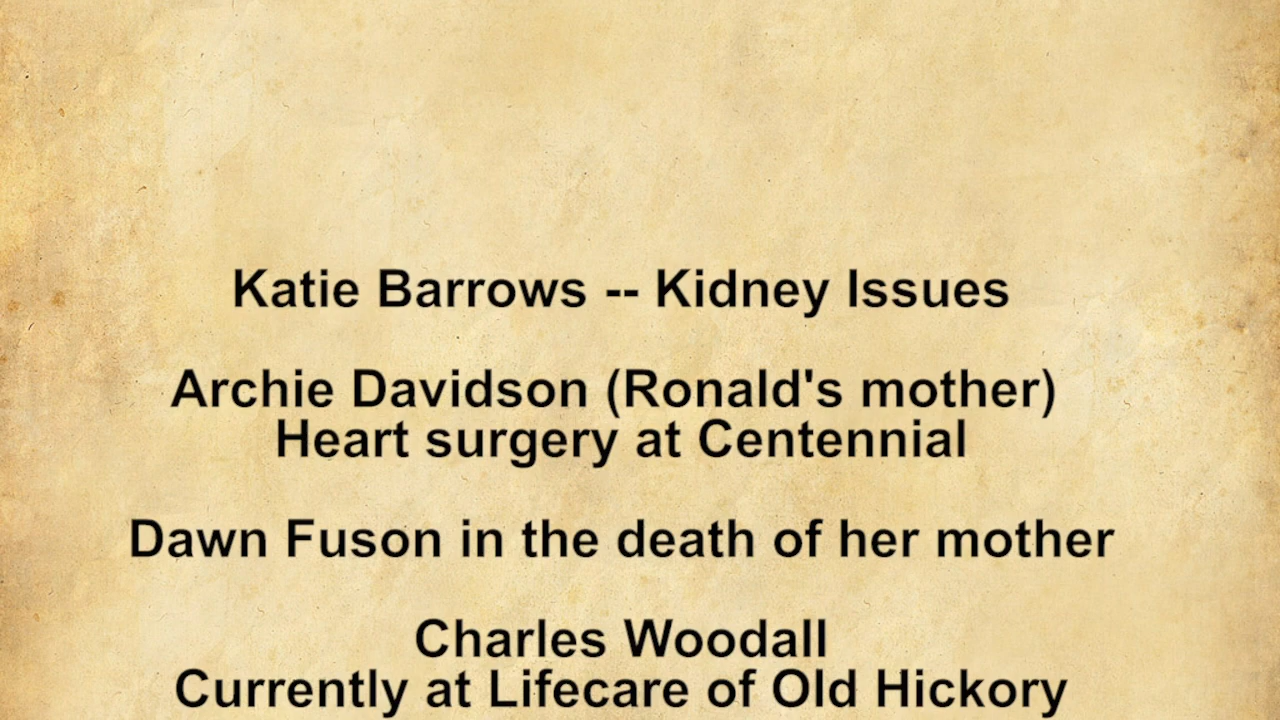 Katie Barrows -- Kidney Issues
Archie Davidson (Ronald's mother)
Heart surgery at Centennial
Dawn Fuson in the death of her mother
Charles Woodall
Currently at Lifecare of Old Hickory